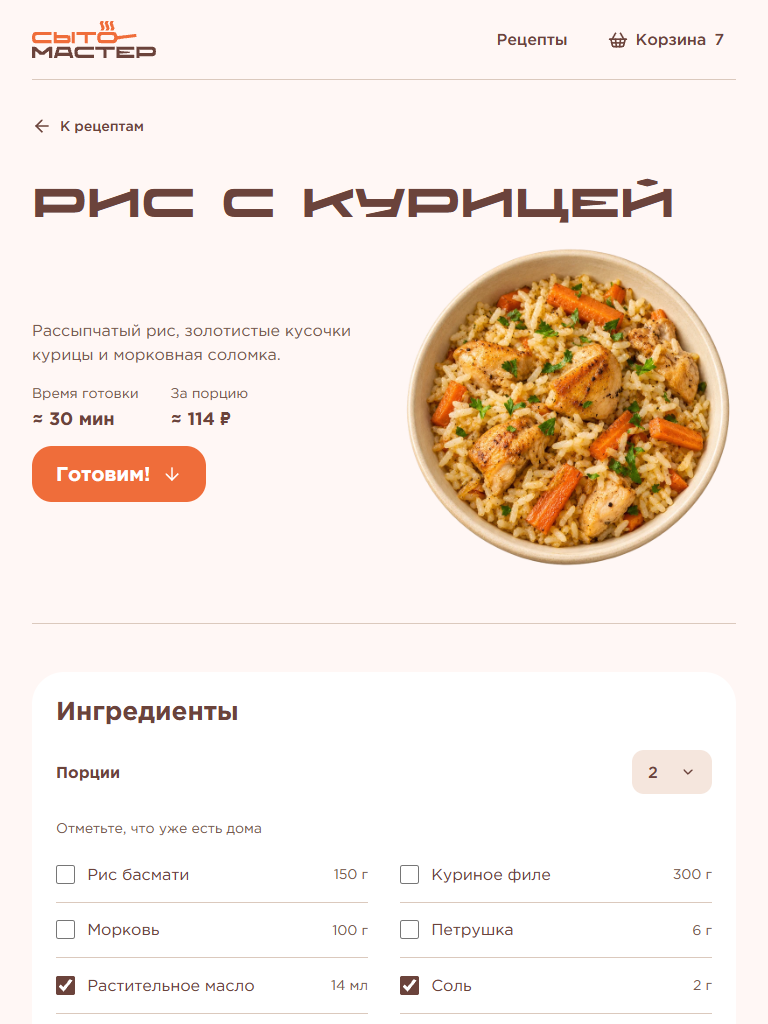 СЫТО
МАСТЕР
Рецепты
Корзина 7
К рецептам
РИС С КУРИЦЕЙ
Рассыпчатый рис, золотистые кусочки
курицы и морковная соломка.
Время готовки
За порцию
≈ 30 мин
≈ 114 ₽
Готовим!
Ингредиенты
Порции
2
Отметьте, что уже есть дома
Рис басмати 150 г
Куриное филе 300 г
Морковь 100 г
Петрушка 6 г
Растительное масло 14 мл
Соль 2 г